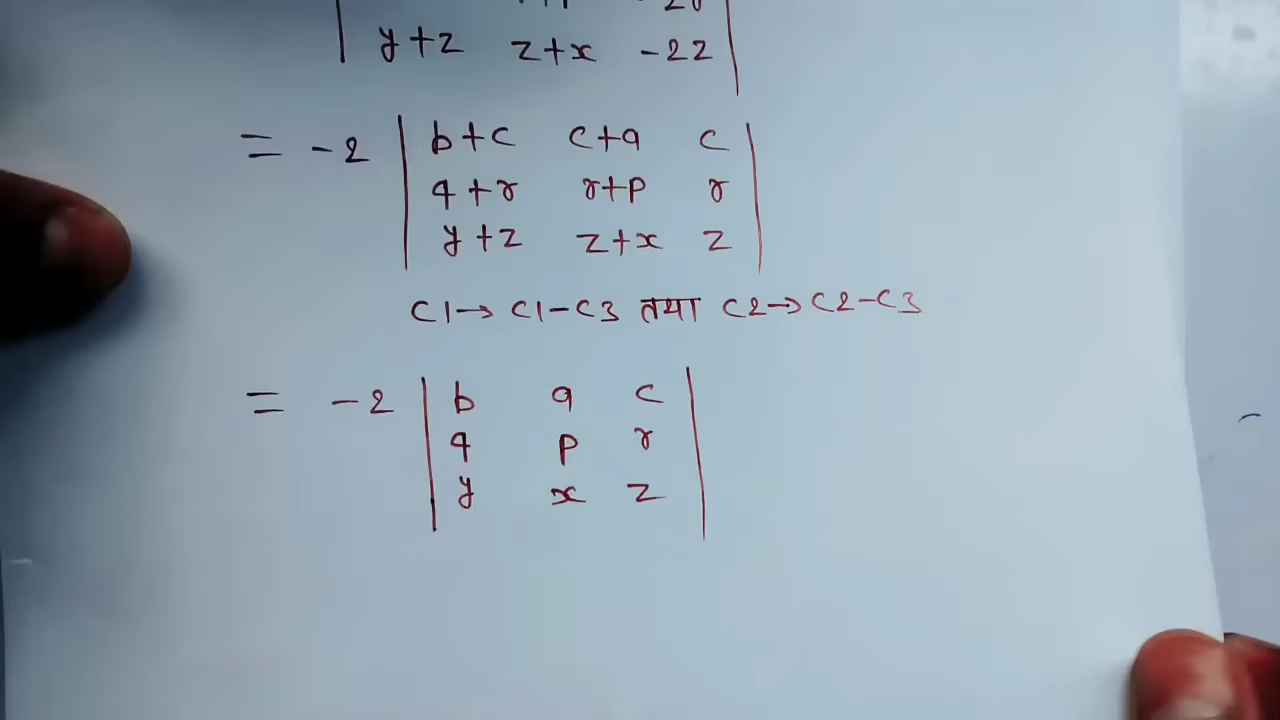 y+z z+x -2z
= -2 | b+c c+a c |
q+r r+p r
y+z z+x z
C1→ C1-C3 तथा C2→C2-C3
= -2 | b a c |
q p r
y x z